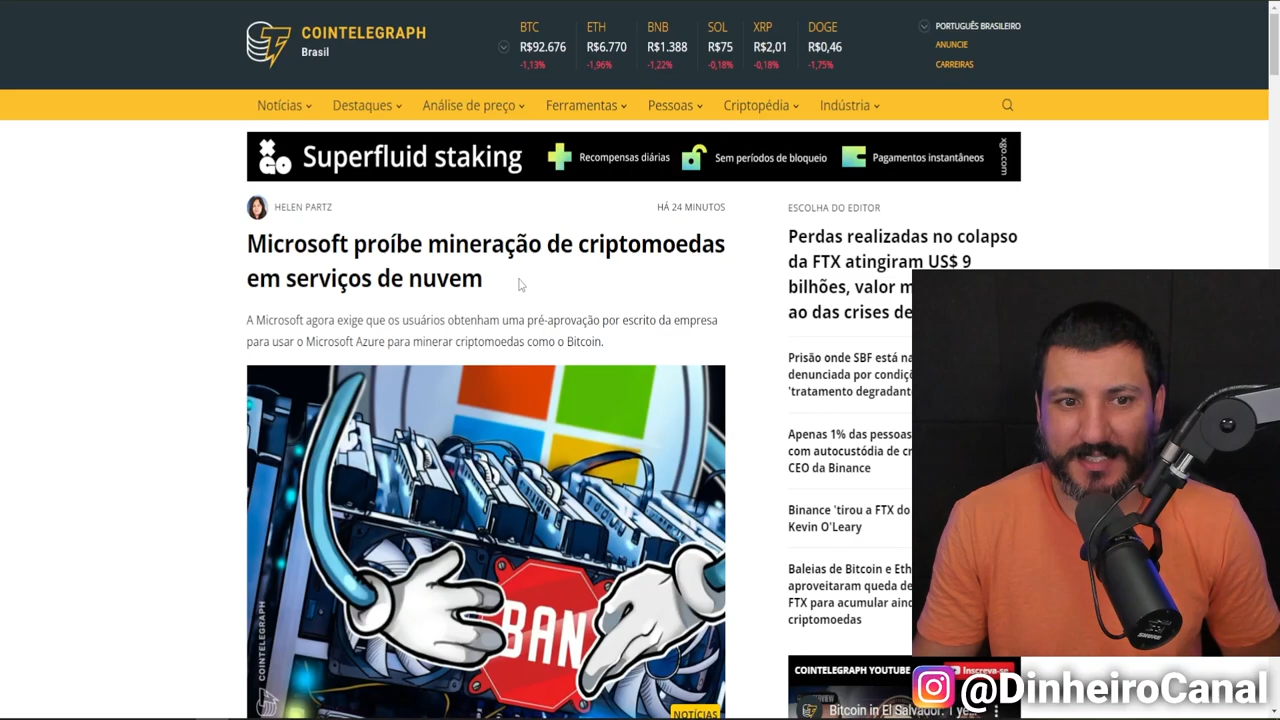 COINTELEGRAPH
Brasil
BTC
R$92.676
-1,13%
ETH
R$6.770
-1,96%
BNB
R$1.388
-1,22%
SOL
R$75
-0,18%
XRP
R$2,01
-0,18%
DOGE
R$0,46
-1,75%
PORTUGUÊS BRASILEIRO
ANUNCIE
CARREIRAS
Notícias
Destaques
Análise de preço
Ferramentas
Pessoas
Criptopédia
Indústria
XGO
Superfluid staking
Recompensas diárias
Sem períodos de bloqueio
Pagamentos instantâneos
xgo.com
HELEN PARTZ
HÁ 24 MINUTOS
Microsoft proíbe mineração de criptomoedas
em serviços de nuvem
A Microsoft agora exige que os usuários obtenham uma pré-aprovação por escrito da empresa
para usar o Microsoft Azure para minerar criptomoedas como o Bitcoin.
BAN
COINTELEGRAPH
NOTÍCIAS
ESCOLHA DO EDITOR
Perdas realizadas no colapso
da FTX atingiram US$ 9
bilhões, valor
ao das crises de
Prisão onde SBF está
denunciada por
'tratamento degradante
Apenas 1% das pessoas
com autocustódia de
CEO da Binance
Binance 'tirou a FTX do
Kevin O'Leary
Baleias de Bitcoin e
aproveitaram queda de
FTX para acumular
criptomoedas
COINTELEGRAPH YOUTUBE
Inscreva-se
Bitcoin in El Salvador: 1
SHURE
@DinheiroCanal